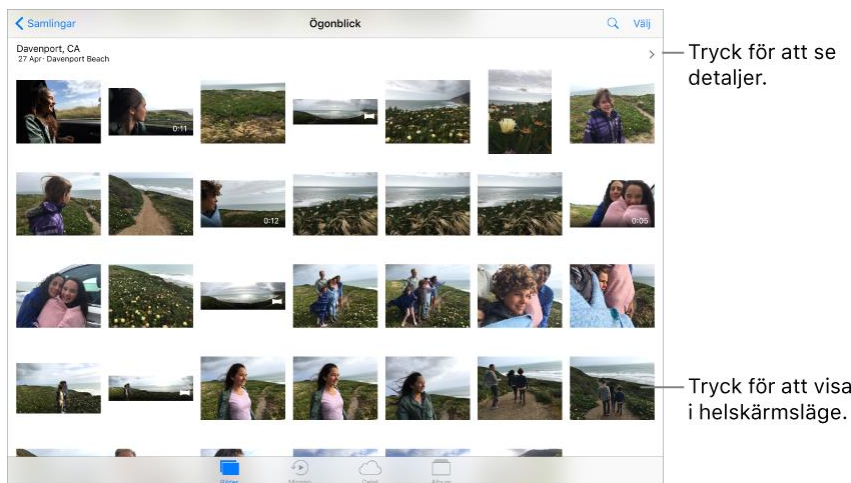 Samlingar
Ögonblick
Välj
Davenport, CA
27 Apr · Davenport Beach
Tryck för att se
detaljer.
0:11
0:12
0:05
Tryck för att visa
i helskärmsläge.